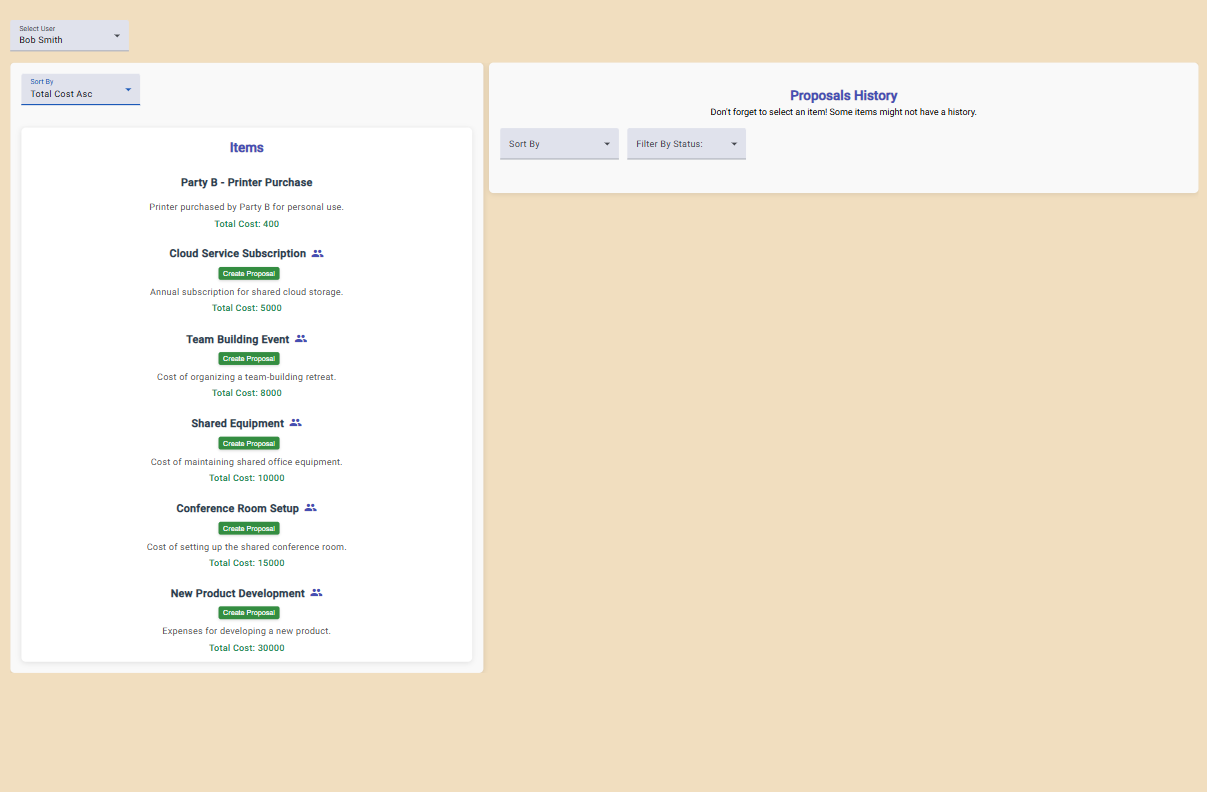 Select User
Bob Smith
Sort By
Total Cost Asc
Items
Party B - Printer Purchase
Printer purchased by Party B for personal use.
Total Cost: 400
Cloud Service Subscription
Create Proposal
Annual subscription for shared cloud storage.
Total Cost: 5000
Team Building Event
Create Proposal
Cost of organizing a team-building retreat.
Total Cost: 8000
Shared Equipment
Create Proposal
Cost of maintaining shared office equipment.
Total Cost: 10000
Conference Room Setup
Create Proposal
Cost of setting up the shared conference room.
Total Cost: 15000
New Product Development
Create Proposal
Expenses for developing a new product.
Total Cost: 30000
Proposals History
Don't forget to select an item! Some items might not have a history.
Sort By
Filter By Status: